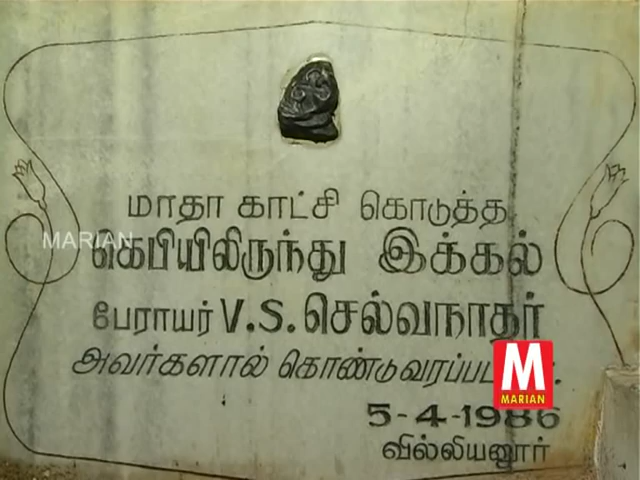 மாதா காட்சி கொடுத்த
MARIAN
கெபியிலிருந்து இக்கல்
பேராயர் V.S. செல்வநாதர்
அவர்களால்
M
MARIAN
5-4-1986
வில்லியனூர்